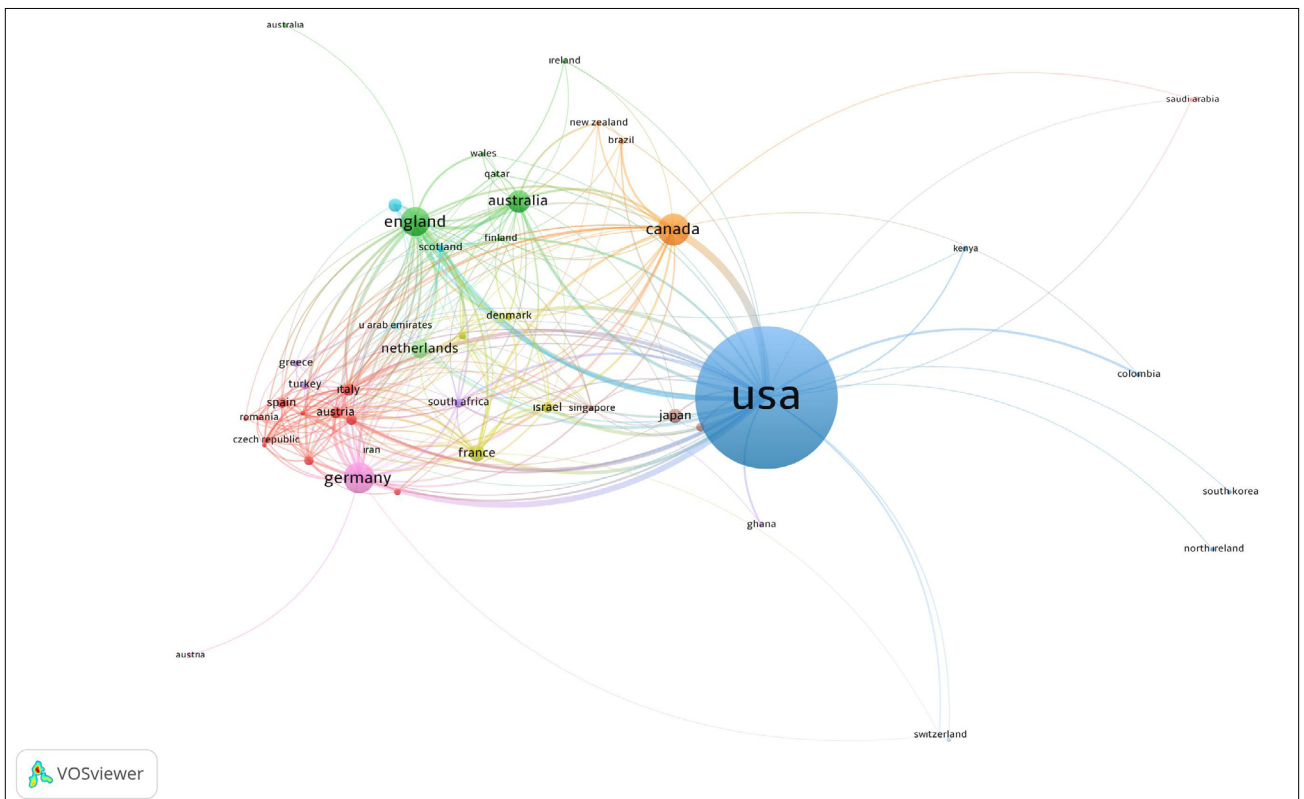 australia
ireland
saudi arabia
new zealand
brazil
wales
qatar
australia
england
canada
finland
scotland
kenya
denmark
u arab emirates
netherlands
greece
colombia
turkey
italy
usa
spain
south africa
israel
singapore
austria
japan
romania
czech republic
iran
france
germany
south korea
ghana
north ireland
austria
switzerland
VOSviewer